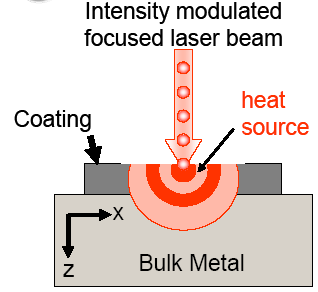 Intensity modulated
focused laser beam
heat
source
Coating
X
Z
Bulk Metal